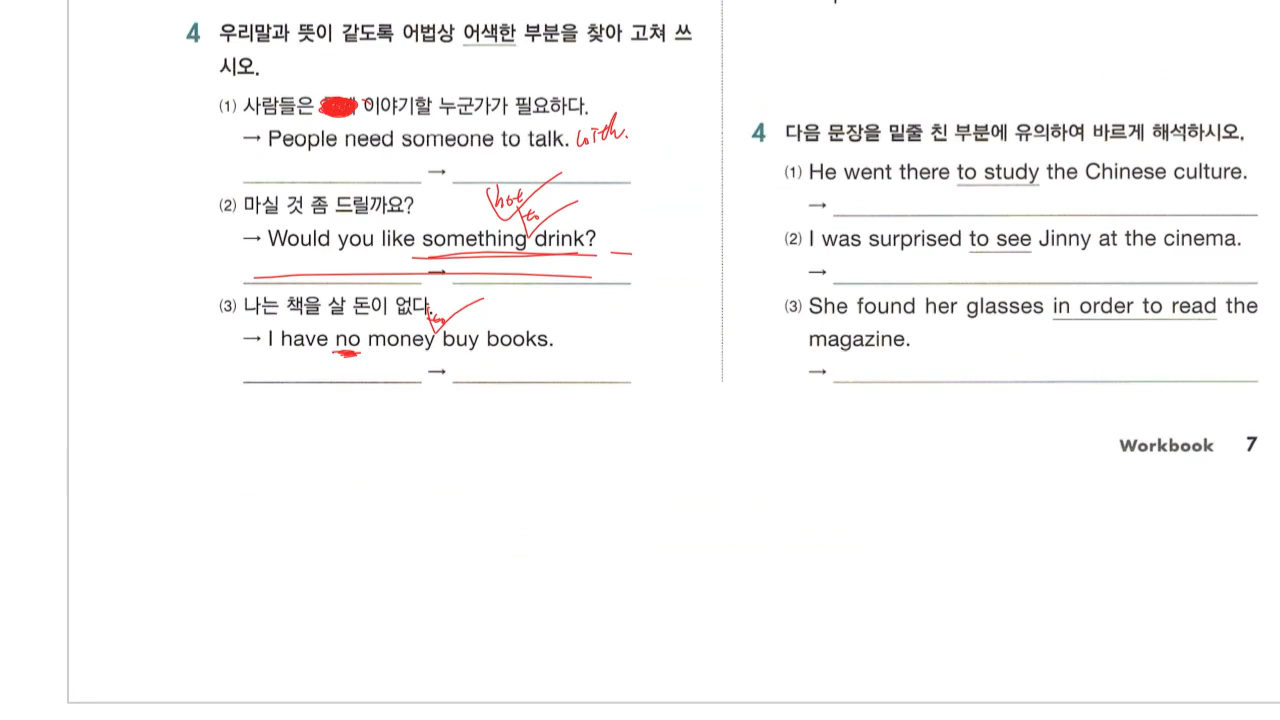 4 우리말과 뜻이 같도록 어법상 어색한 부분을 찾아 고쳐 쓰
시오.
(1) 사람들은 이야기할 누군가가 필요하다.
→ People need someone to talk. with.
→
(2) 마실 것 좀 드릴까요?
hot
to
→ Would you like something drink?
→
(3) 나는 책을 살 돈이 없다.
to
→ I have no money buy books.
→
4 다음 문장을 밑줄 친 부분에 유의하여 바르게 해석하시오.
(1) He went there to study the Chinese culture.
→
(2) I was surprised to see Jinny at the cinema.
→
(3) She found her glasses in order to read the
magazine.
→
Workbook 7